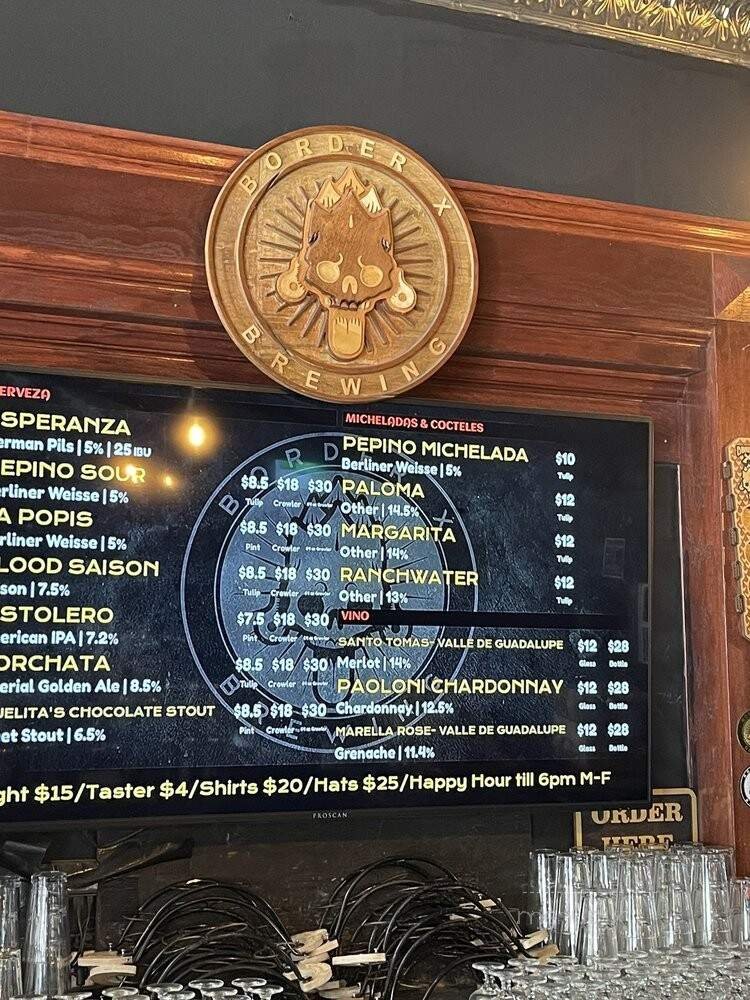 BORDER X
BREWING
ERVEZA
SPERANZA
erman Pils | 5% | 25 IBU
EPINO SOUR
erliner Weisse | 5%
$8.5 $18 $30
Tulip Crowler
A POPIS
rliner Weisse | 5%
$8.5 $18 $30
Pint Crowler
LOOD SAISON
son | 7.5%
$8.5 $18 $30
Tulip Crowler
STOLERO
erican IPA | 7.2%
$7.5 $18 $30
Pint Crowler
ORCHATA
erial Golden Ale | 8.5%
$8.5 $18 $30
Tulip Crowler
UELITA'S CHOCOLATE STOUT
et Stout | 6.5%
$8.5 $18 $30
Pint Crowler
MICHELADAS & COCTELES
PEPINO MICHELADA $10
Berliner Weisse | 5% Tulip
PALOMA $12
Other | 14.5% Tulip
MARGARITA $12
Other | 14% Tulip
RANCHWATER $12
Other | 13% Tulip
VINO
SANTO TOMAS- VALLE DE GUADALUPE $12 $28
Merlot | 14% Glass Bottle
PAOLONI CHARDONNAY $12 $28
Chardonnay | 12.5% Glass Bottle
MARELLA ROSE- VALLE DE GUADALUPE $12 $28
Grenache | 11.4% Glass Bottle
ght $15/Taster $4/Shirts $20/Hats $25/Happy Hour till 6pm M-F
PROSCAN
ORDER
HERE